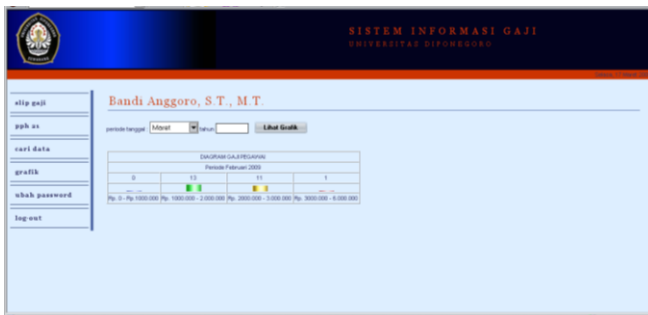 SISTEM INFORMASI GAJI
UNIVERSITAS DIPONEGORO
slip gaji
pph 21
cari data
grafik
ubah password
log out
Bandi Anggoro, S.T., M.T.
periode tanggal : Maret tahun Lihat Grafik
DIAGRAM GAJI PEGAWAI
Periode Februari 2009
0 13 11 1
Rp. 0 - Rp.1000.000 Rp. 1000.000 - 2.000.000 Rp. 2000.000 - 3.000.000 Rp. 3000.000 - 6.000.000